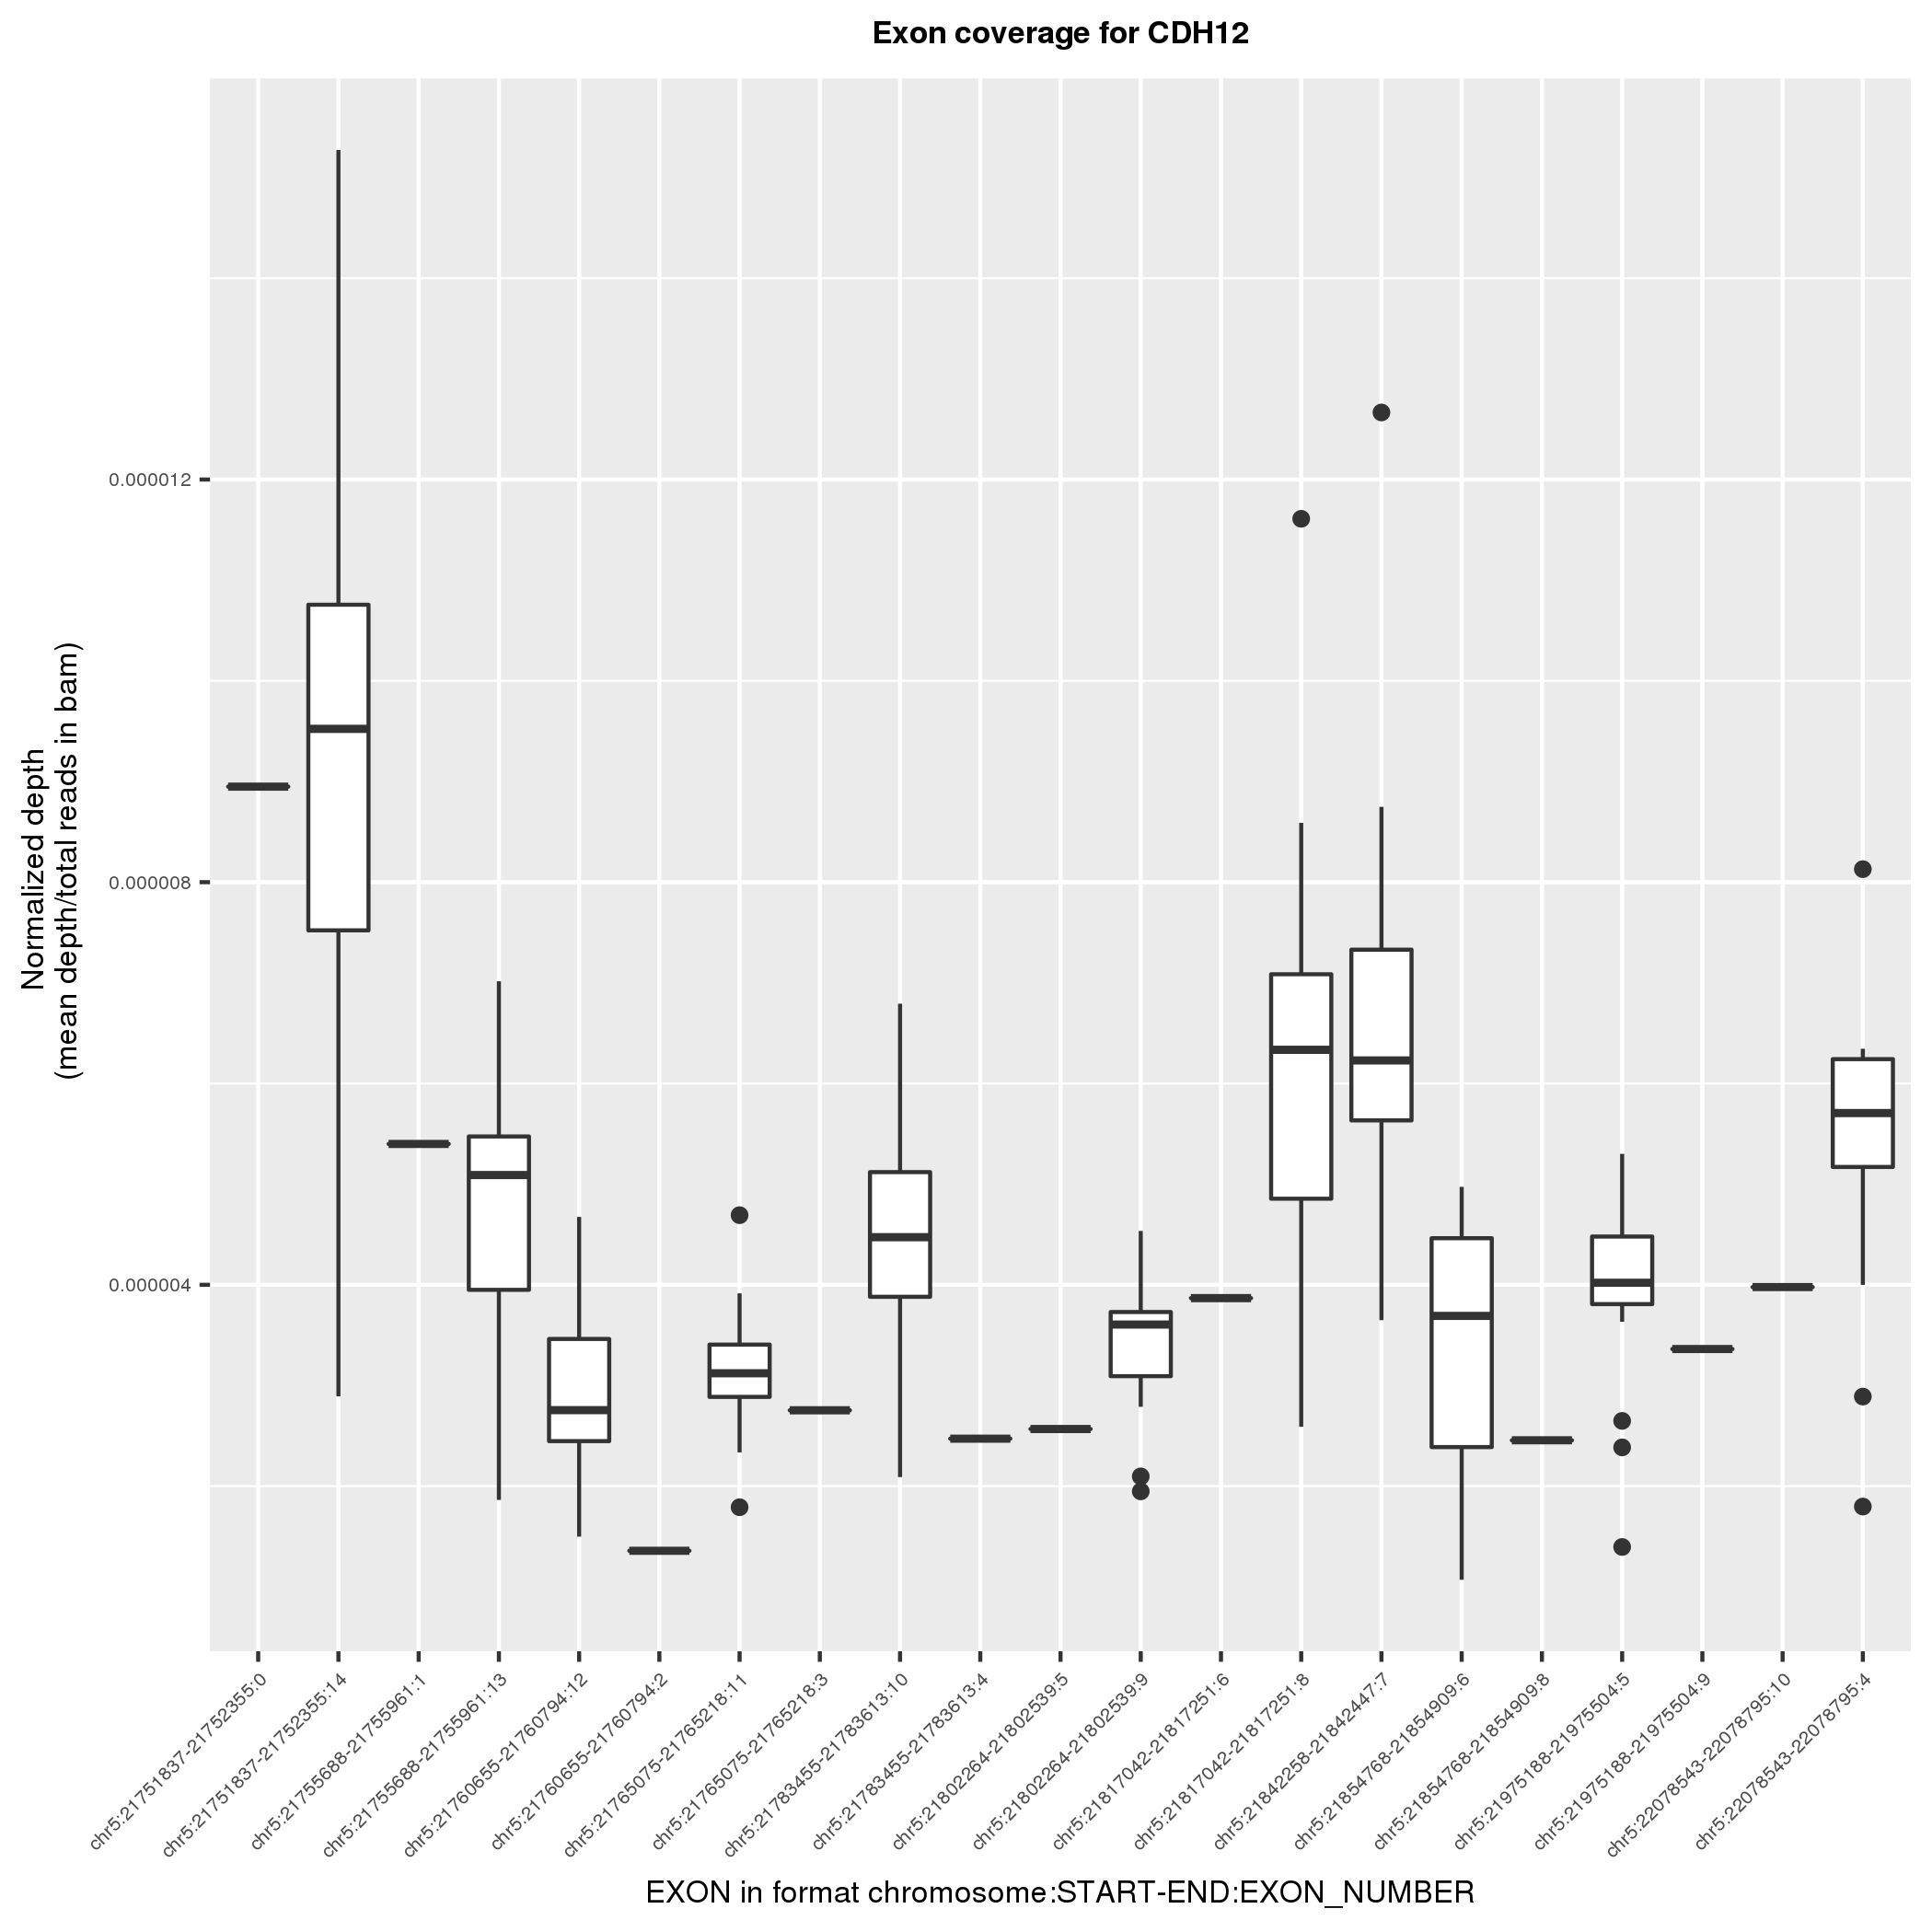 Exon coverage for CDH12
Normalized depth
(mean depth/total reads in bam)
0.000012
0.000008
0.000004
chr5:21751837-21752355:0
chr5:21751837-21752355:14
chr5:21755688-21755961:1
chr5:21755688-21755961:13
chr5:21760655-21760794:12
chr5:21760655-21760794:2
chr5:21765075-21765218:11
chr5:21765075-21765218:3
chr5:21783455-21783613:10
chr5:21783455-21783613:4
chr5:21802264-21802539:5
chr5:21802264-21802539:9
chr5:21817042-21817251:6
chr5:21817042-21817251:8
chr5:21842258-21842447:7
chr5:21854768-21854909:6
chr5:21854768-21854909:8
chr5:21975188-21975504:5
chr5:21975188-21975504:9
chr5:22078543-22078795:10
chr5:22078543-22078795:4
EXON in format chromosome:START-END:EXON_NUMBER